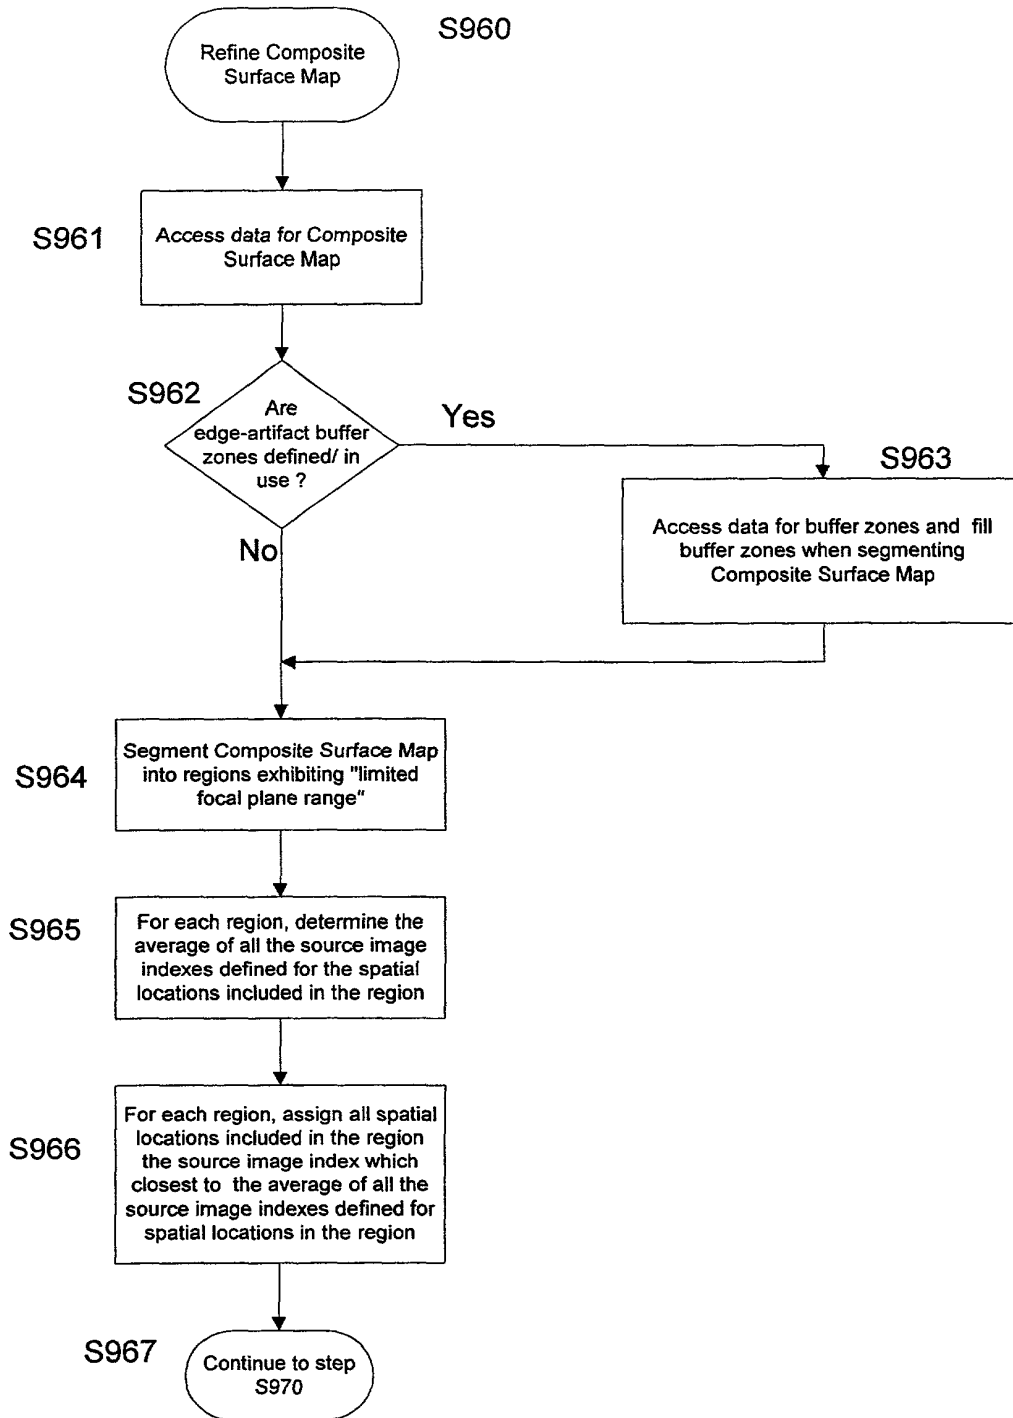 S960
Refine Composite
Surface Map
S961
Access data for Composite
Surface Map
S962
Are
edge-artifact buffer
zones defined/ in
use ?
Yes
No
S963
Access data for buffer zones and fill
buffer zones when segmenting
Composite Surface Map
S964
Segment Composite Surface Map
into regions exhibiting "limited
focal plane range"
S965
For each region, determine the
average of all the source image
indexes defined for the spatial
locations included in the region
S966
For each region, assign all spatial
locations included in the region
the source image index which
closest to the average of all the
source image indexes defined for
spatial locations in the region
S967
Continue to step
S970